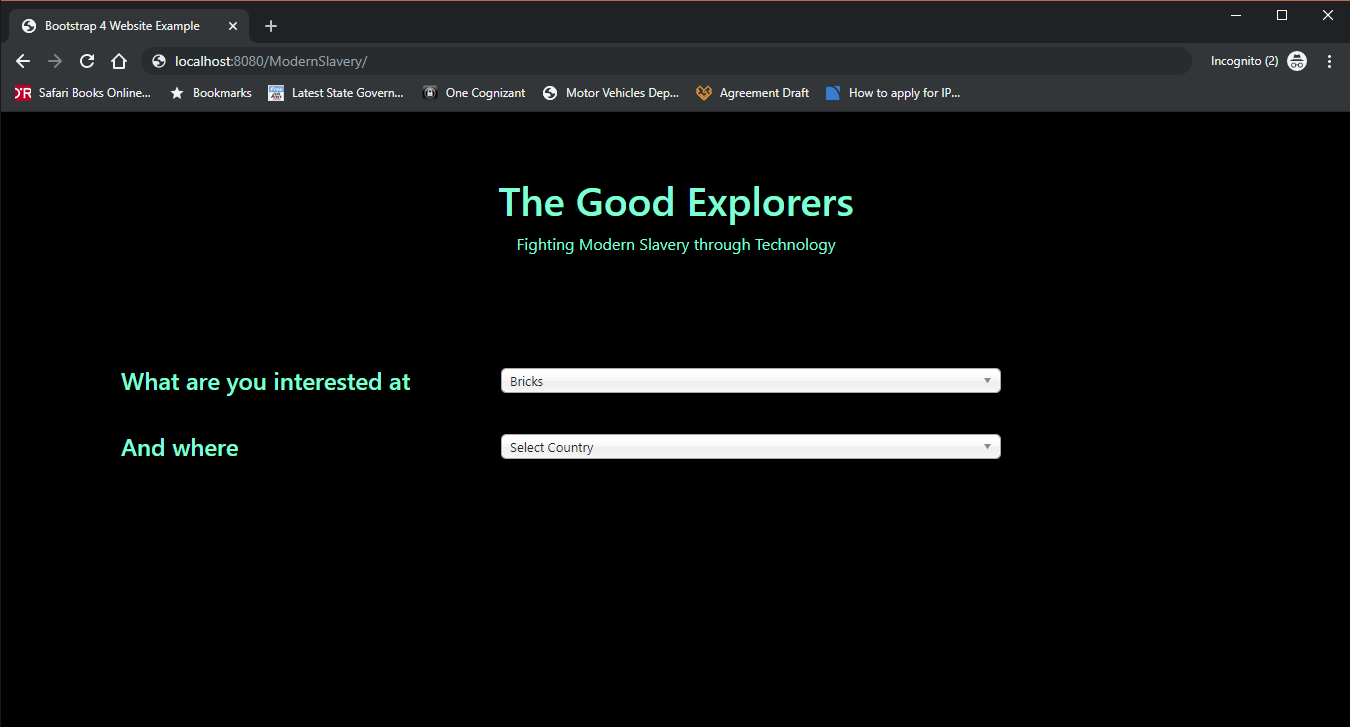 Bootstrap 4 Website Example
localhost:8080/ModernSlavery/
Incognito (2)
Safari Books Online...
Bookmarks
Latest State Govern...
One Cognizant
Motor Vehicles Dep...
Agreement Draft
How to apply for IP...
The Good Explorers
Fighting Modern Slavery through Technology
What are you interested at
Bricks
And where
Select Country